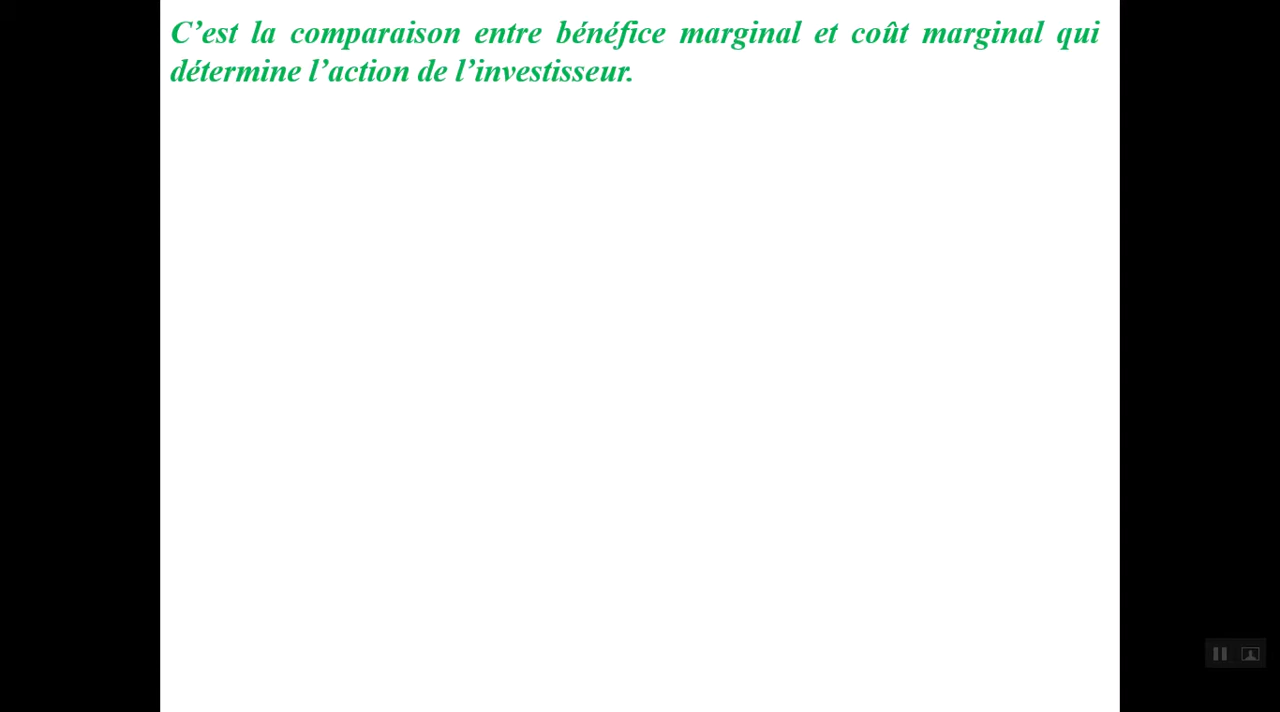 C’est la comparaison entre bénéfice marginal et coût marginal qui
détermine l’action de l’investisseur.